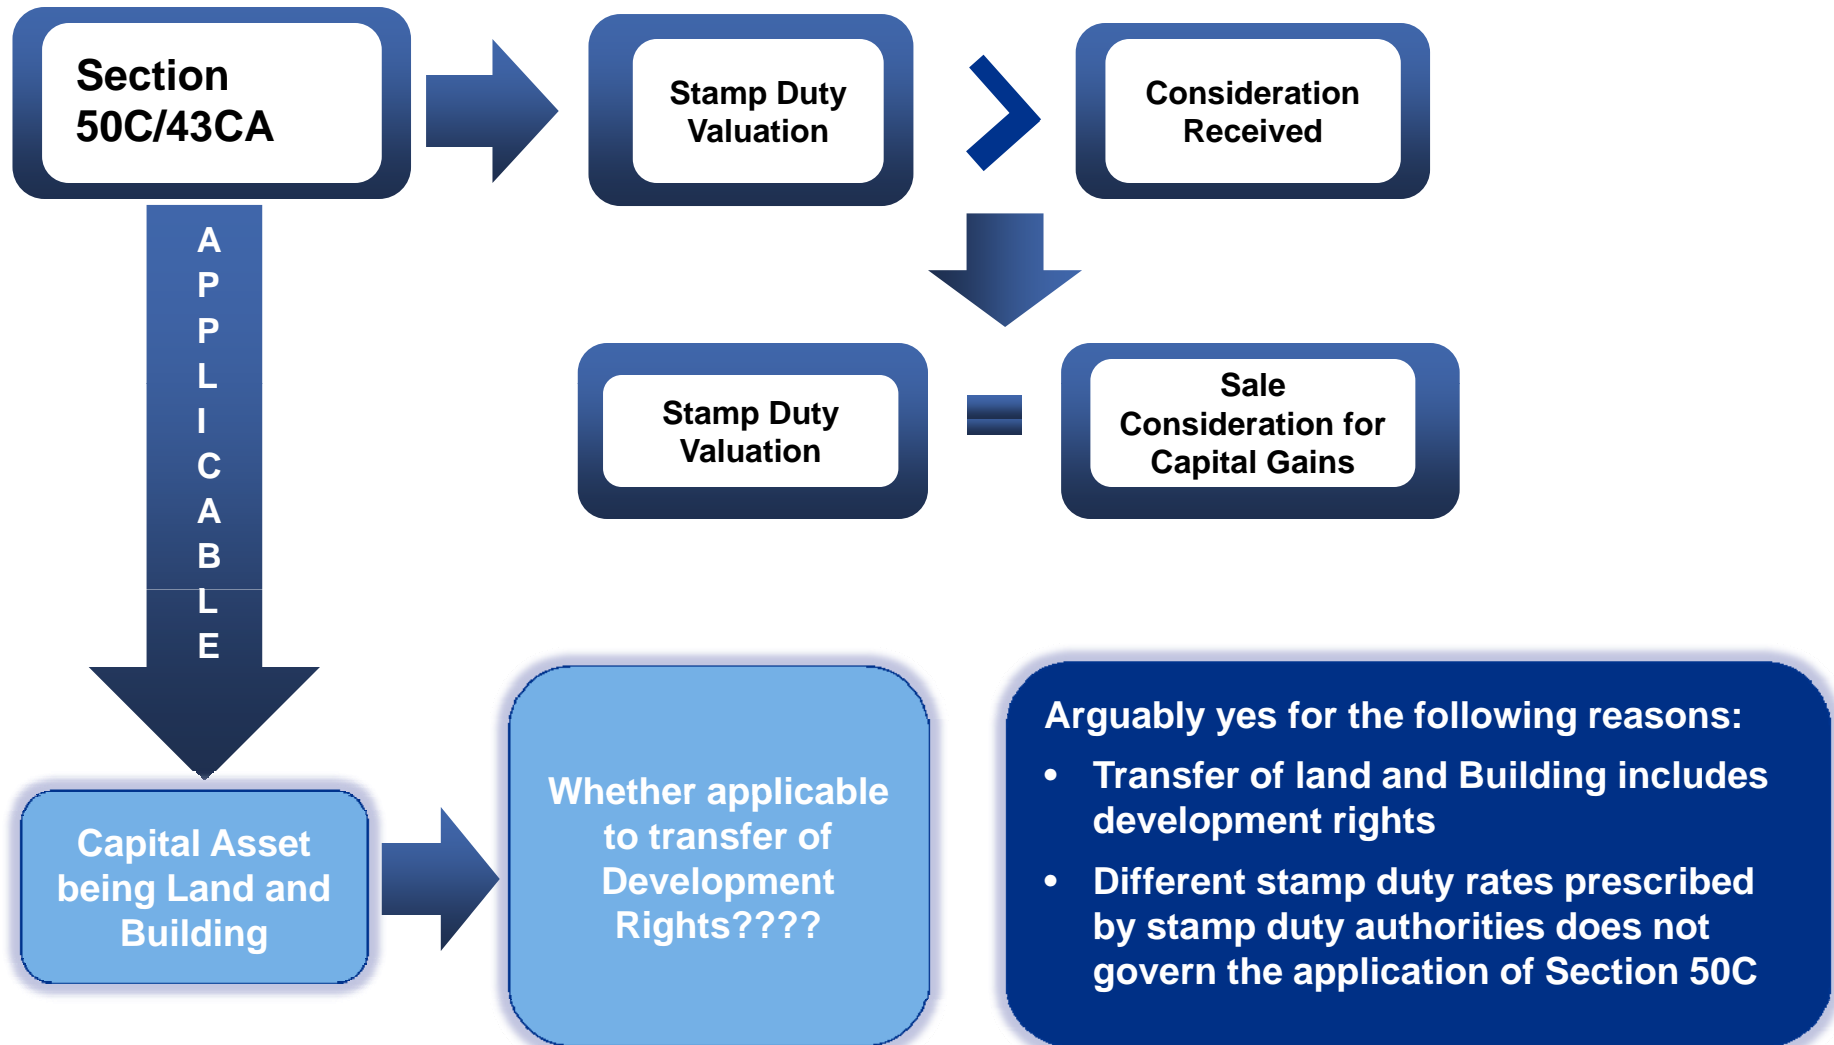 Section
50C/43CA
Stamp Duty
Valuation
Consideration
Received
A
P
P
L
I
C
A
B
L
E
Stamp Duty
Valuation
Sale
Consideration for
Capital Gains
Capital Asset
being Land and
Building
Whether applicable
to transfer of
Development
Rights????
Arguably yes for the following reasons:
• Transfer of land and Building includes
development rights
• Different stamp duty rates prescribed
by stamp duty authorities does not
govern the application of Section 50C